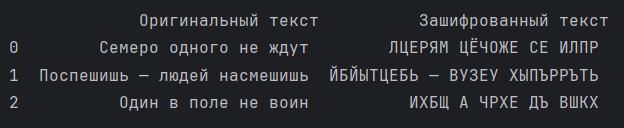 Оригинальный текст Зашифрованный текст
0 Семеро одного не ждут ЛЦЕРЯМ ЦЁЧОЖЕ СЕ ИЛПР
1 Поспешишь — людей насмешишь ЙБЙЫТЦЕБЬ — ВУЗЕУ ХЫПЪРРЪТЬ
2 Один в поле не воин ИХБЩ А ЧРХЕ ДЪ ВШКХ